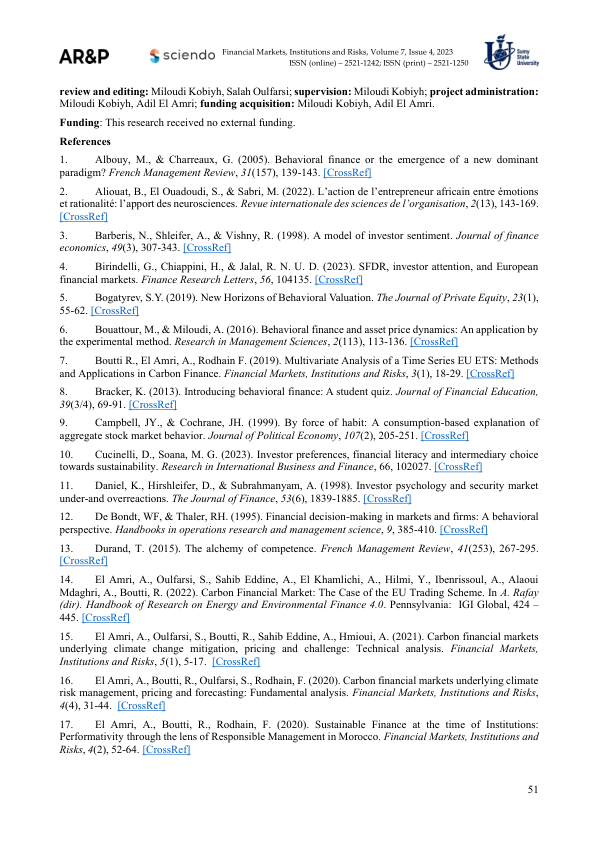 AR&P sciendo Financial Markets, Institutions and Risks, Volume 7, Issue 4, 2023
ISSN (online) – 2521-1242; ISSN (print) – 2521-1250
Sumy
State
University
review and editing: Miloudi Kobiyh, Salah Oulfarsi; supervision: Miloudi Kobiyh; project administration:
Miloudi Kobiyh, Adil El Amri; funding acquisition: Miloudi Kobiyh, Adil El Amri.
Funding: This research received no external funding.
References
1. Albouy, M., & Charreaux, G. (2005). Behavioral finance or the emergence of a new dominant
paradigm? French Management Review, 31(157), 139-143. [CrossRef]
2. Aliouat, B., El Ouadoudi, S., & Sabri, M. (2022). L’action de l’entrepreneur africain entre émotions
et rationalité: l’apport des neurosciences. Revue internationale des sciences de l’organisation, 2(13), 143-169.
[CrossRef]
3. Barberis, N., Shleifer, A., & Vishny, R. (1998). A model of investor sentiment. Journal of finance
economics, 49(3), 307-343. [CrossRef]
4. Birindelli, G., Chiappini, H., & Jalal, R. N. U. D. (2023). SFDR, investor attention, and European
financial markets. Finance Research Letters, 56, 104135. [CrossRef]
5. Bogatyrev, S.Y. (2019). New Horizons of Behavioral Valuation. The Journal of Private Equity, 23(1),
55-62. [CrossRef]
6. Bouattour, M., & Miloudi, A. (2016). Behavioral finance and asset price dynamics: An application by
the experimental method. Research in Management Sciences, 2(113), 113-136. [CrossRef]
7. Boutti R., El Amri, A., Rodhain F. (2019). Multivariate Analysis of a Time Series EU ETS: Methods
and Applications in Carbon Finance. Financial Markets, Institutions and Risks, 3(1), 18-29. [CrossRef]
8. Bracker, K. (2013). Introducing behavioral finance: A student quiz. Journal of Financial Education,
39(3/4), 69-91. [CrossRef]
9. Campbell, JY., & Cochrane, JH. (1999). By force of habit: A consumption-based explanation of
aggregate stock market behavior. Journal of Political Economy, 107(2), 205-251. [CrossRef]
10. Cucinelli, D., Soana, M. G. (2023). Investor preferences, financial literacy and intermediary choice
towards sustainability. Research in International Business and Finance, 66, 102027. [CrossRef]
11. Daniel, K., Hirshleifer, D., & Subrahmanyam, A. (1998). Investor psychology and security market
under-and overreactions. The Journal of Finance, 53(6), 1839-1885. [CrossRef]
12. De Bondt, WF, & Thaler, RH. (1995). Financial decision-making in markets and firms: A behavioral
perspective. Handbooks in operations research and management science, 9, 385-410. [CrossRef]
13. Durand, T. (2015). The alchemy of competence. French Management Review, 41(253), 267-295.
[CrossRef]
14. El Amri, A., Oulfarsi, S., Sahib Eddine, A., El Khamlichi, A., Hilmi, Y., Ibenrissoul, A., Alaoui
Mdaghri, A., Boutti, R. (2022). Carbon Financial Market: The Case of the EU Trading Scheme. In A. Rafay
(dir). Handbook of Research on Energy and Environmental Finance 4.0. Pennsylvania: IGI Global, 424 –
445. [CrossRef]
15. El Amri, A., Oulfarsi, S., Boutti, R., Sahib Eddine, A., Hmioui, A. (2021). Carbon financial markets
underlying climate change mitigation, pricing and challenge: Technical analysis. Financial Markets,
Institutions and Risks, 5(1), 5-17. [CrossRef]
16. El Amri, A., Boutti, R., Oulfarsi, S., Rodhain, F. (2020). Carbon financial markets underlying climate
risk management, pricing and forecasting: Fundamental analysis. Financial Markets, Institutions and Risks,
4(4), 31-44. [CrossRef]
17. El Amri, A., Boutti, R., Rodhain, F. (2020). Sustainable Finance at the time of Institutions:
Performativity through the lens of Responsible Management in Morocco. Financial Markets, Institutions and
Risks, 4(2), 52-64. [CrossRef]
51